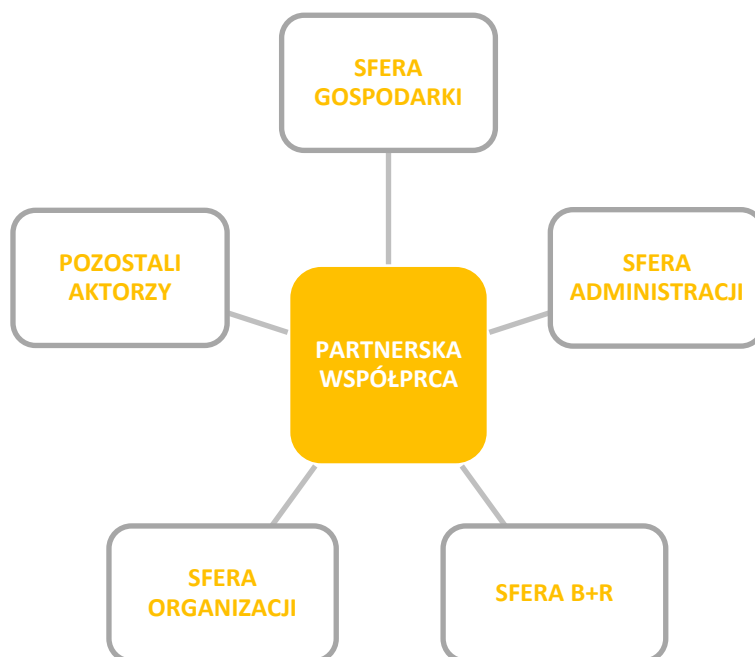 SFERA
GOSPODARKI
POZOSTALI
AKTORZY
SFERA
ADMINISTRACJI
PARTNERSKA
WSPÓŁPRCA
SFERA
ORGANIZACJI
SFERA B+R